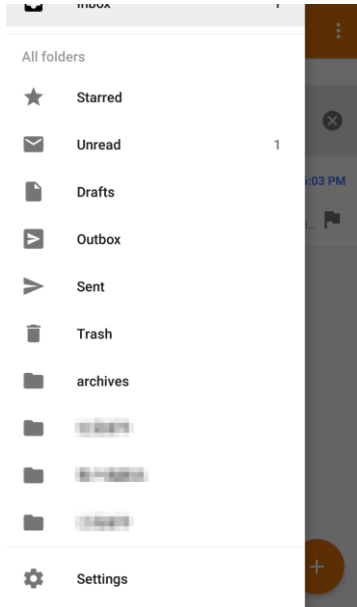 Inbox 1
All folders
Starred
Unread 1
:03 PM
Drafts
Outbox
Sent
Trash
archives
Settings